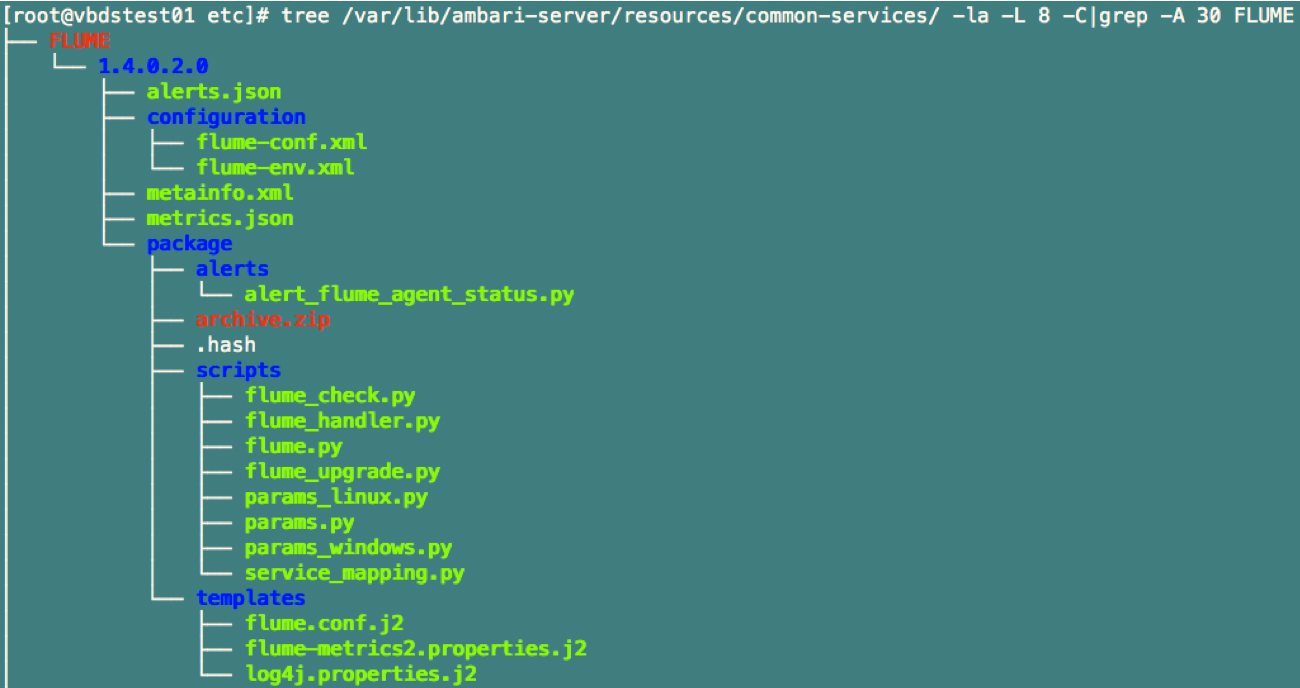 [root@vbdstest01 etc]# tree /var/lib/ambari-server/resources/common-services/ -la -L 8 -C|grep -A 30 FLUME
├── FLUME
│   └── 1.4.0.2.0
│       ├── alerts.json
│       ├── configuration
│       │   ├── flume-conf.xml
│       │   └── flume-env.xml
│       ├── metainfo.xml
│       ├── metrics.json
│       └── package
│           ├── alerts
│           │   └── alert_flume_agent_status.py
│           ├── archive.zip
│           ├── .hash
│           ├── scripts
│           │   ├── flume_check.py
│           │   ├── flume_handler.py
│           │   ├── flume.py
│           │   ├── flume_upgrade.py
│           │   ├── params_linux.py
│           │   ├── params.py
│           │   ├── params_windows.py
│           │   └── service_mapping.py
│           └── templates
│               ├── flume.conf.j2
│               ├── flume-metrics2.properties.j2
│               └── log4j.properties.j2